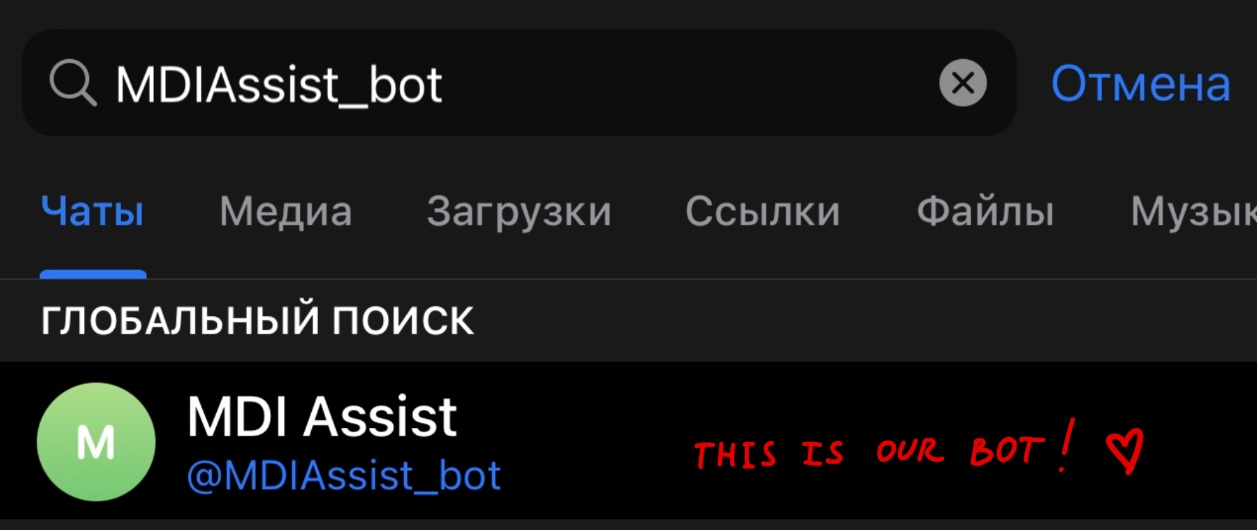 MDIAssist_bot
Отмена
Чаты Медиа Загрузки Ссылки Файлы Музык
ГЛОБАЛЬНЫЙ ПОИСК
M
MDI Assist
@MDIAssist_bot
THIS IS OUR BOT! ♡